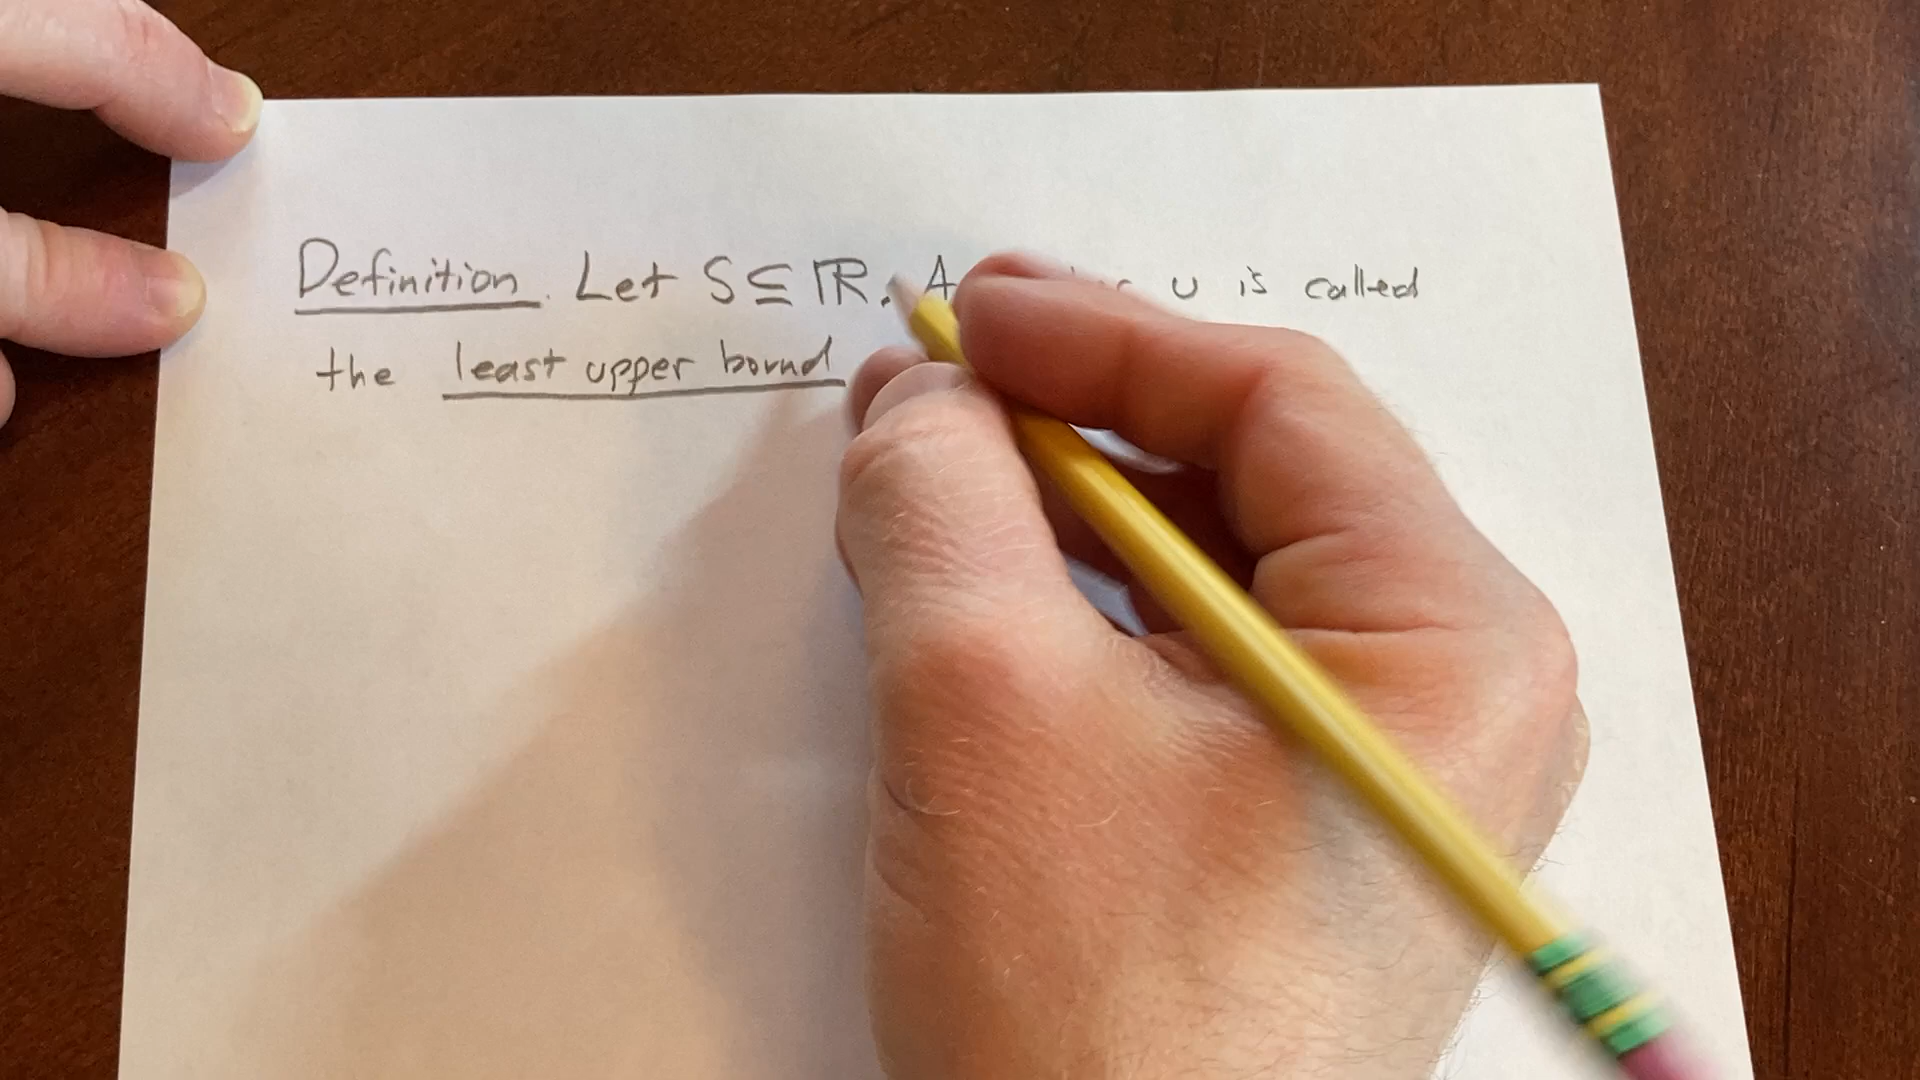 Definition. Let S ⊆ ℝ. A u is called
the least upper bound